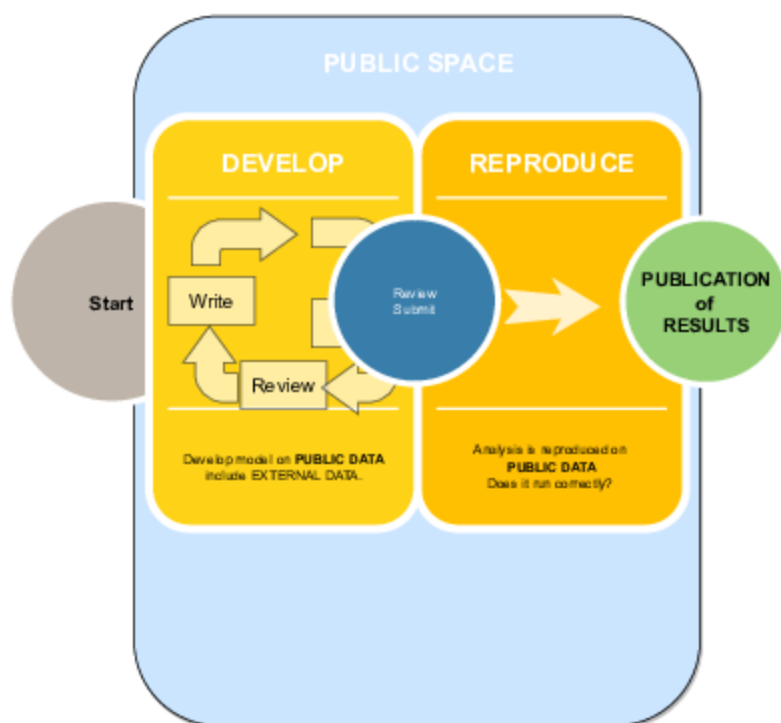 PUBLIC SPACE
DEVELOP
REPRODUCE
Start
Write
Review
Review
Submit
PUBLICATION
of
RESULTS
Develop model on PUBLIC DATA
include EXTERNAL DATA.
Analysis is reproduced on
PUBLIC DATA
Does it run correctly?